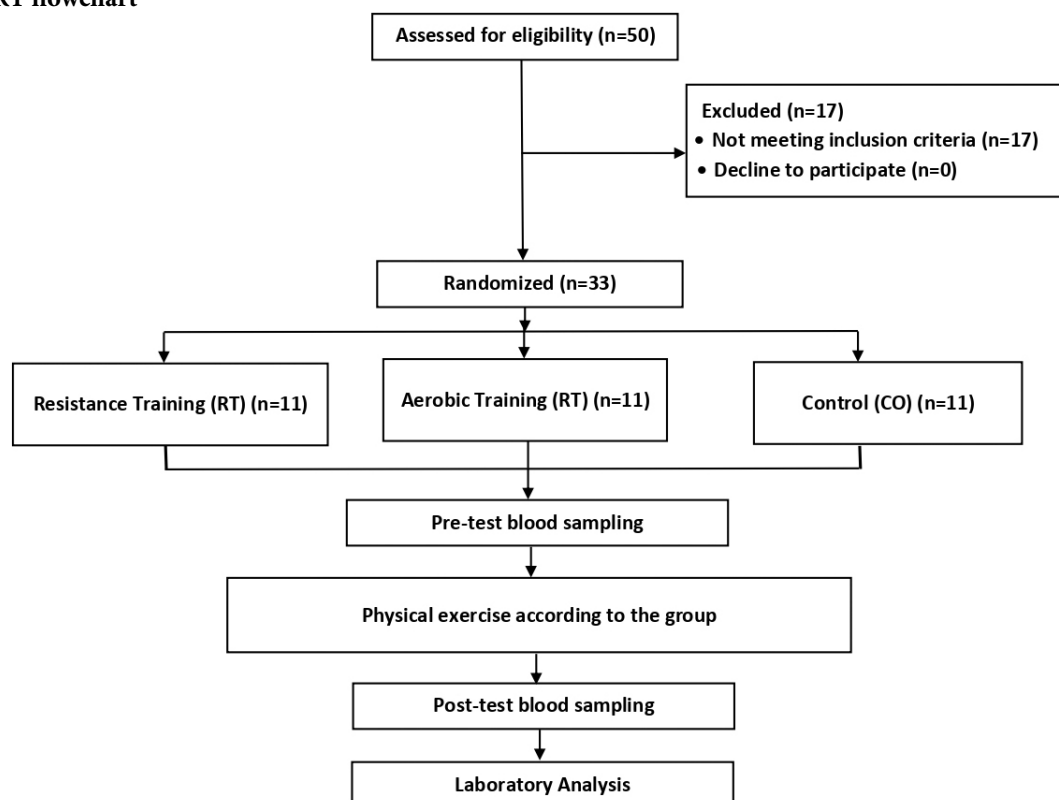 flowchart
Assessed for eligibility (n=50)
Excluded (n=17)
• Not meeting inclusion criteria (n=17)
• Decline to participate (n=0)
Randomized (n=33)
Resistance Training (RT) (n=11)
Aerobic Training (RT) (n=11)
Control (CO) (n=11)
Pre-test blood sampling
Physical exercise according to the group
Post-test blood sampling
Laboratory Analysis